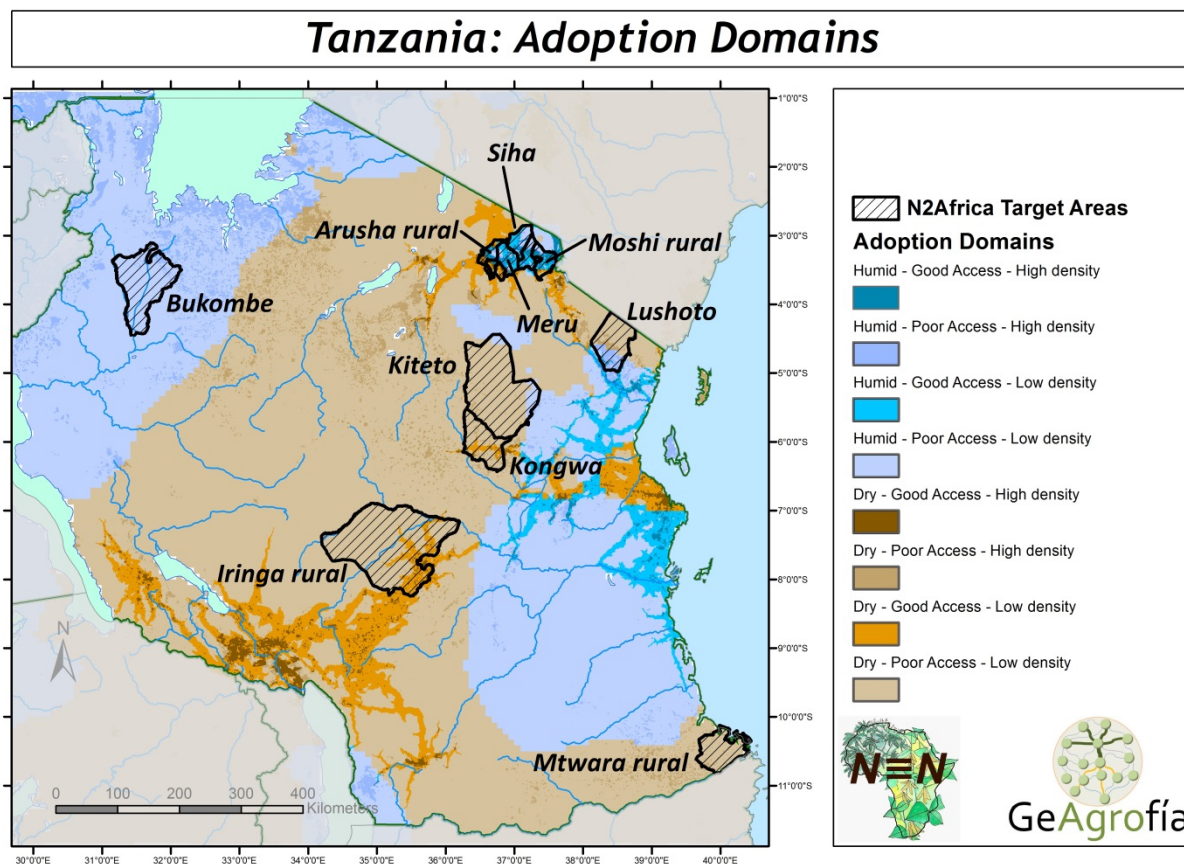 Tanzania: Adoption Domains
1°0'0"S
2°0'0"S
3°0'0"S
4°0'0"S
5°0'0"S
6°0'0"S
7°0'0"S
8°0'0"S
9°0'0"S
10°0'0"S
11°0'0"S
Siha
Arusha rural
Moshi rural
Bukombe
Meru
Lushoto
Kiteto
Kongwa
Iringa rural
Mtwara rural
N
0 100 200 300 400
Kilometers
30°0'0"E 31°0'0"E 32°0'0"E 33°0'0"E 34°0'0"E 35°0'0"E 36°0'0"E 37°0'0"E 38°0'0"E 39°0'0"E 40°0'0"E
N2Africa Target Areas
Adoption Domains
Humid - Good Access - High density
Humid - Poor Access - High density
Humid - Good Access - Low density
Humid - Poor Access - Low density
Dry - Good Access - High density
Dry - Poor Access - High density
Dry - Good Access - Low density
Dry - Poor Access - Low density
N≡N
GeAgrofía